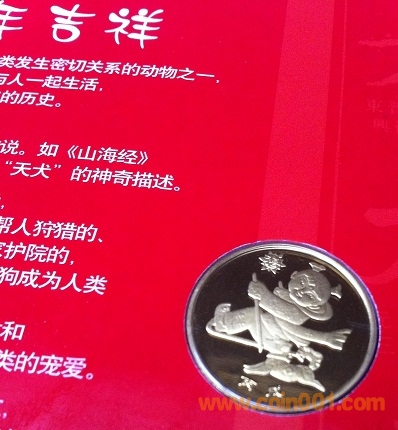 年吉祥
类发生密切关系的动物之一，
与人一起生活，
的历史。
说。如《山海经》
“天犬”的神奇描述。
帮人狩猎的、
家护院的，
狗成为人类
和
类的宠爱。
www.coin001.com